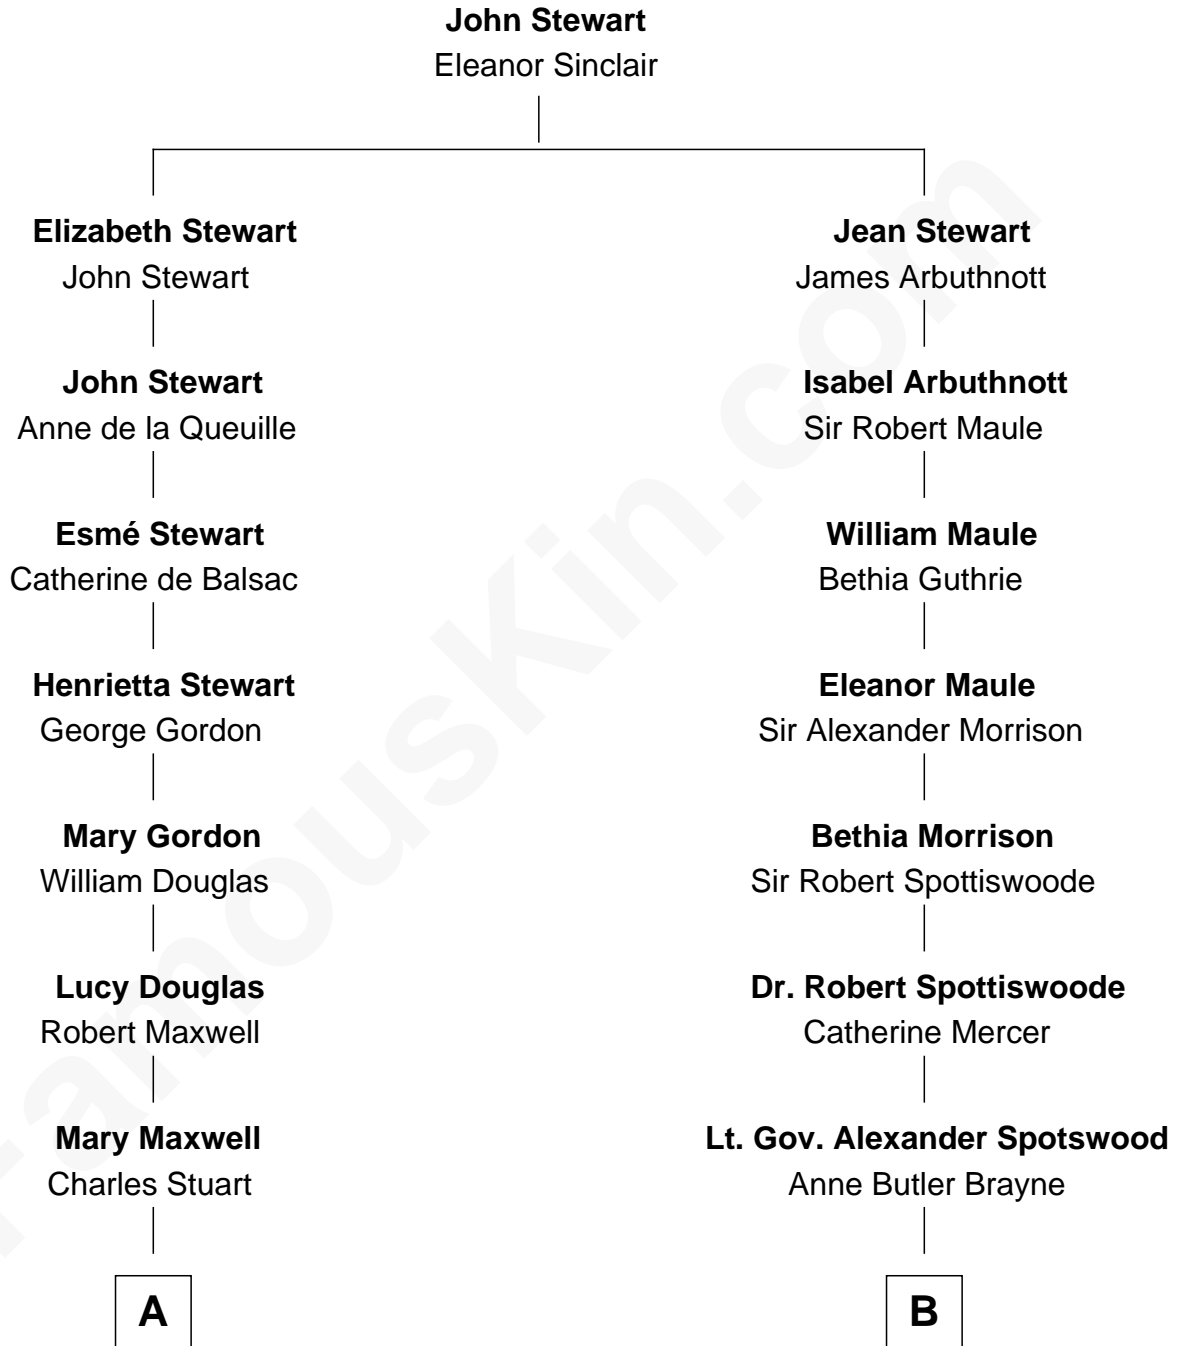 John Stewart
Eleanor Sinclair
Elizabeth Stewart
John Stewart
Jean Stewart
James Arbuthnott
John Stewart
Anne de la Queuille
Isabel Arbuthnott
Sir Robert Maule
Esmé Stewart
Catherine de Balsac
William Maule
Bethia Guthrie
Henrietta Stewart
George Gordon
Eleanor Maule
Sir Alexander Morrison
Mary Gordon
William Douglas
Bethia Morrison
Sir Robert Spottiswoode
Lucy Douglas
Robert Maxwell
Dr. Robert Spottiswoode
Catherine Mercer
Mary Maxwell
Charles Stuart
Lt. Gov. Alexander Spotswood
Anne Butler Brayne
A
B
FamousKin.com